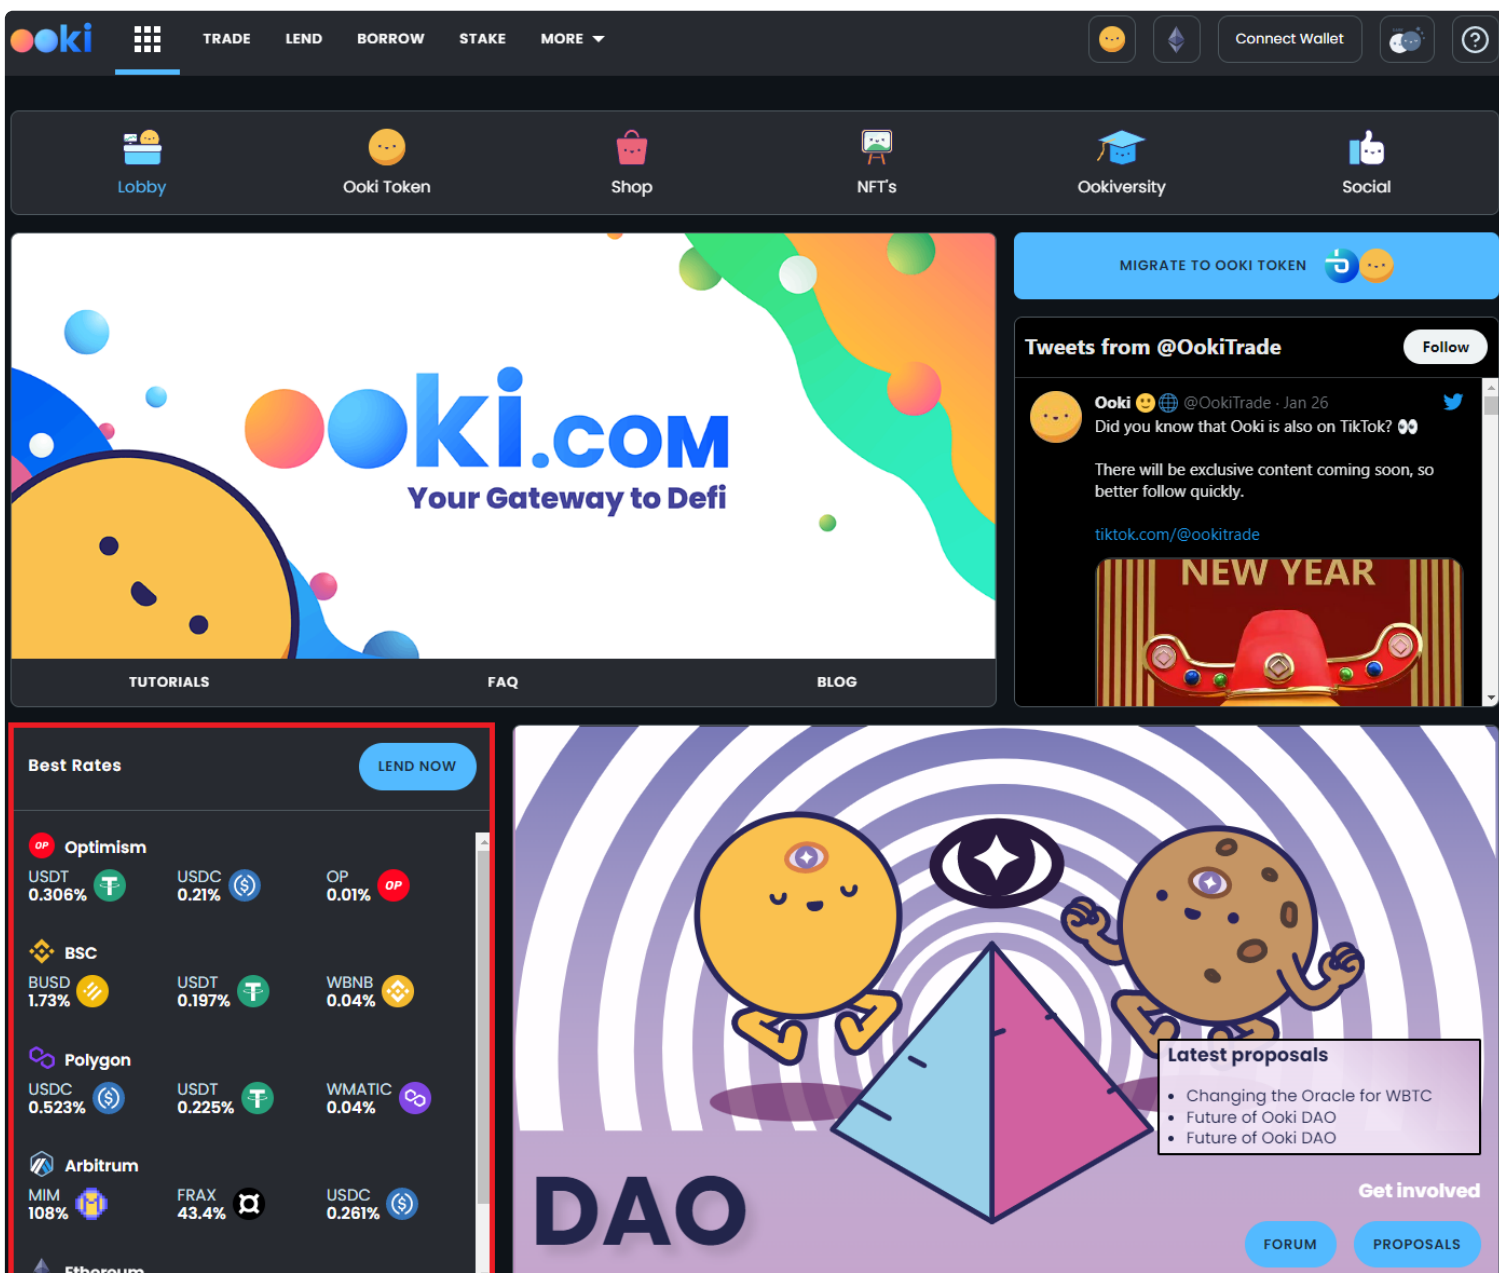 ooki
TRADE
LEND
BORROW
STAKE
MORE
Connect Wallet
?
Lobby
Ooki Token
Shop
NFT's
Ookiversity
Social
ooki.com
Your Gateway to Defi
TUTORIALS
FAQ
BLOG
MIGRATE TO OOKI TOKEN
Tweets from @OokiTrade
Follow
Ooki @OokiTrade · Jan 26
Did you know that Ooki is also on TikTok?
There will be exclusive content coming soon, so
better follow quickly.
tiktok.com/@ookitrade
NEW YEAR
Best Rates
LEND NOW
OP Optimism
USDT
0.306%
USDC
0.21%
OP
0.01%
OP
BSC
BUSD
1.73%
USDT
0.197%
WBNB
0.04%
Polygon
USDC
0.523%
USDT
0.225%
WMATIC
0.04%
Arbitrum
MIM
108%
FRAX
43.4%
USDC
0.261%
Ethereum
Latest proposals
• Changing the Oracle for WBTC
• Future of Ooki DAO
• Future of Ooki DAO
DAO
Get involved
FORUM
PROPOSALS